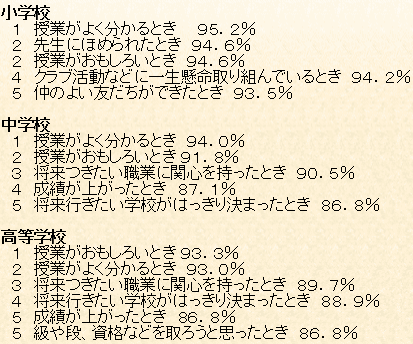 小学校
1 授業がよく分かるとき 95.2％
2 先生にほめられたとき 94.6％
2 授業がおもしろいとき 94.6％
4 クラブ活動などに一生懸命取り組んでいるとき 94.2％
5 仲のよい友だちができたとき 93.5％
中学校
1 授業がよく分かるとき 94.0％
2 授業がおもしろいとき91.8％
3 将来つきたい職業に関心を持ったとき 90.5％
4 成績が上がったとき 87.1％
5 将来行きたい学校がはっきり決まったとき 86.8％
高等学校
1 授業がおもしろいとき93.3％
2 授業がよく分かるとき 93.0％
3 将来つきたい職業に関心を持ったとき 89.7％
4 将来行きたい学校がはっきり決まったとき 88.9％
5 成績が上がったとき 86.8％
5 級や段、資格などを取ろうと思ったとき 86.8％